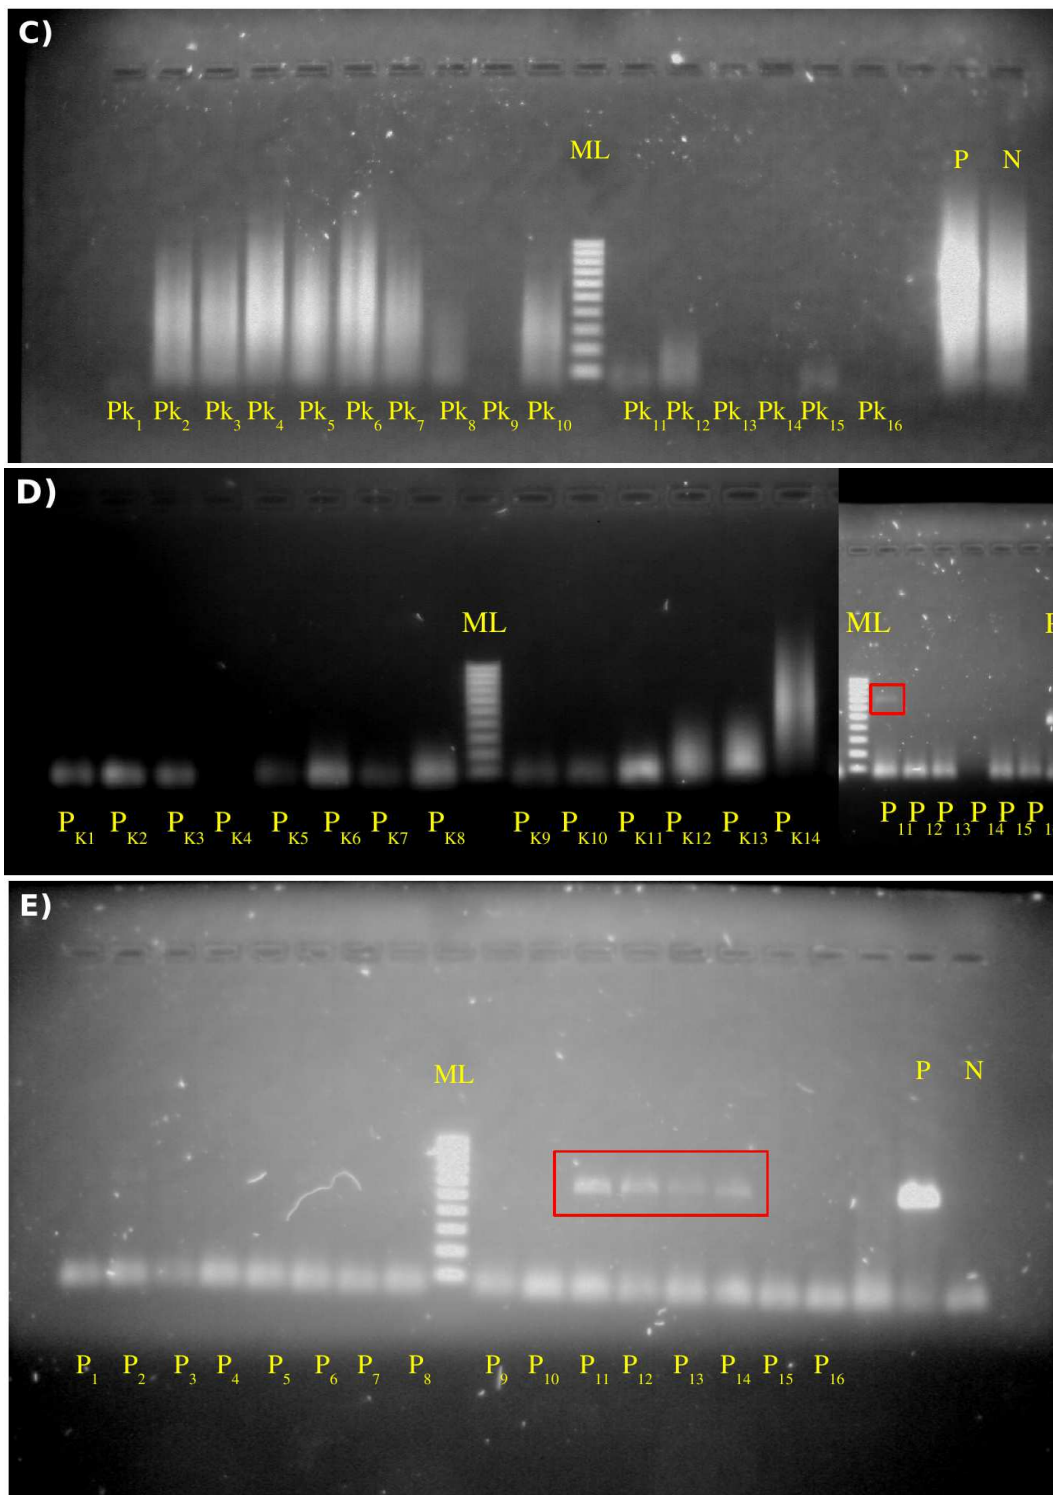 C)
ML
P N
Pk1 Pk2 Pk3 Pk4 Pk5 Pk6 Pk7 Pk8 Pk9 Pk10 Pk11 Pk12 Pk13 Pk14 Pk15 Pk16
D)
ML ML
PK1 PK2 PK3 PK4 PK5 PK6 PK7 PK8 PK9 PK10 PK11 PK12 PK13 PK14 P11 P12 P13 P14 P15
E)
ML P N
P1 P2 P3 P4 P5 P6 P7 P8 P9 P10 P11 P12 P13 P14 P15 P16